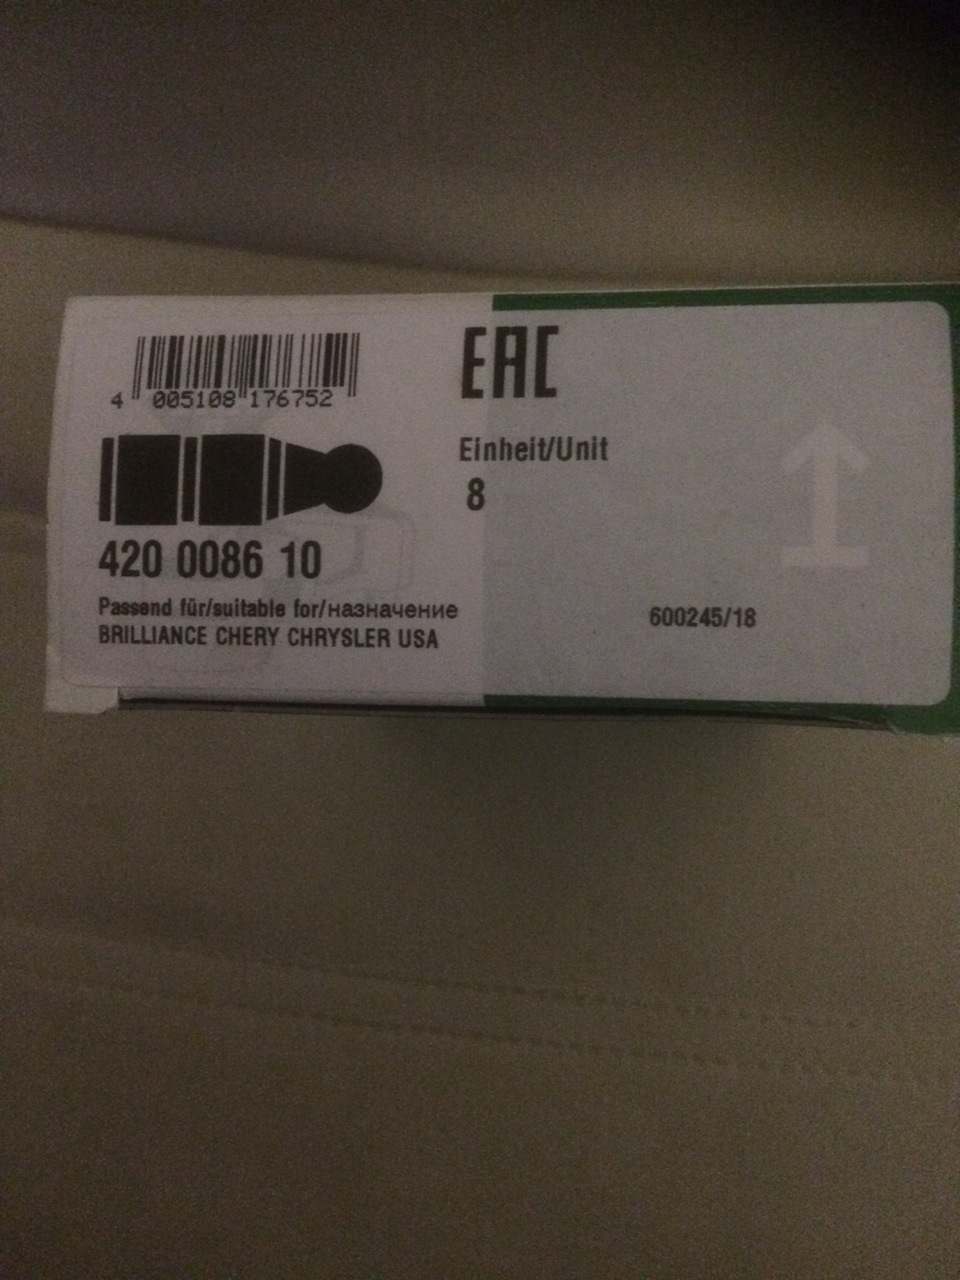 4 005108 176752
EAC
Einheit/Unit
8
420 0086 10
Passend für/suitable for/назначение
BRILLIANCE CHERY CHRYSLER USA
600245/18